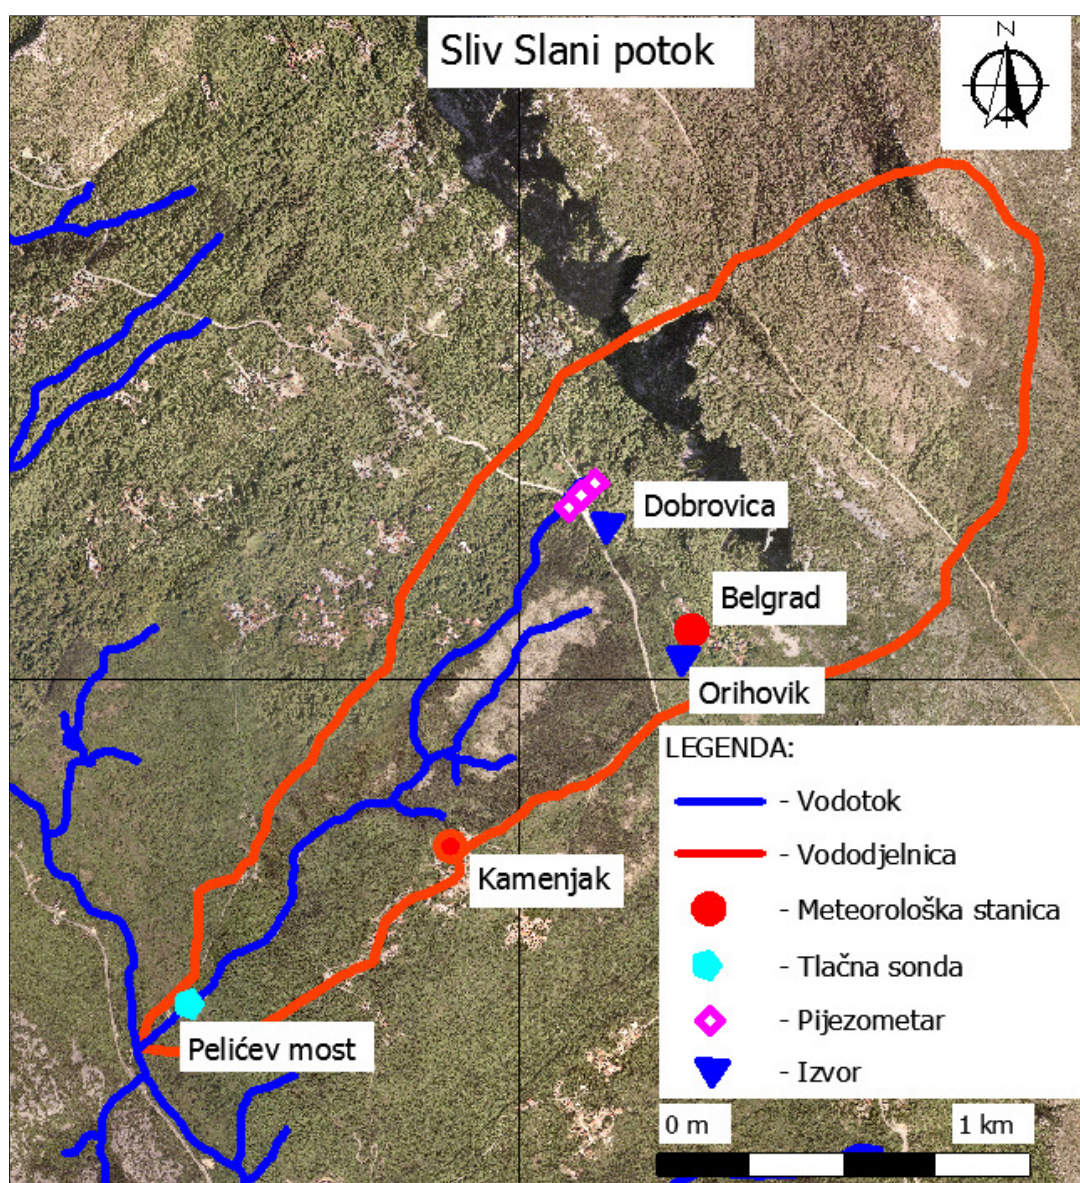 Sliv Slani potok
N
Dobrovica
Belgrad
Orihovik
Kamenjak
Pelićev most
LEGENDA:
- Vodotok
- Vododjelnica
- Meteorološka stanica
- Tlačna sonda
- Pijezometar
- Izvor
0 m
1 km